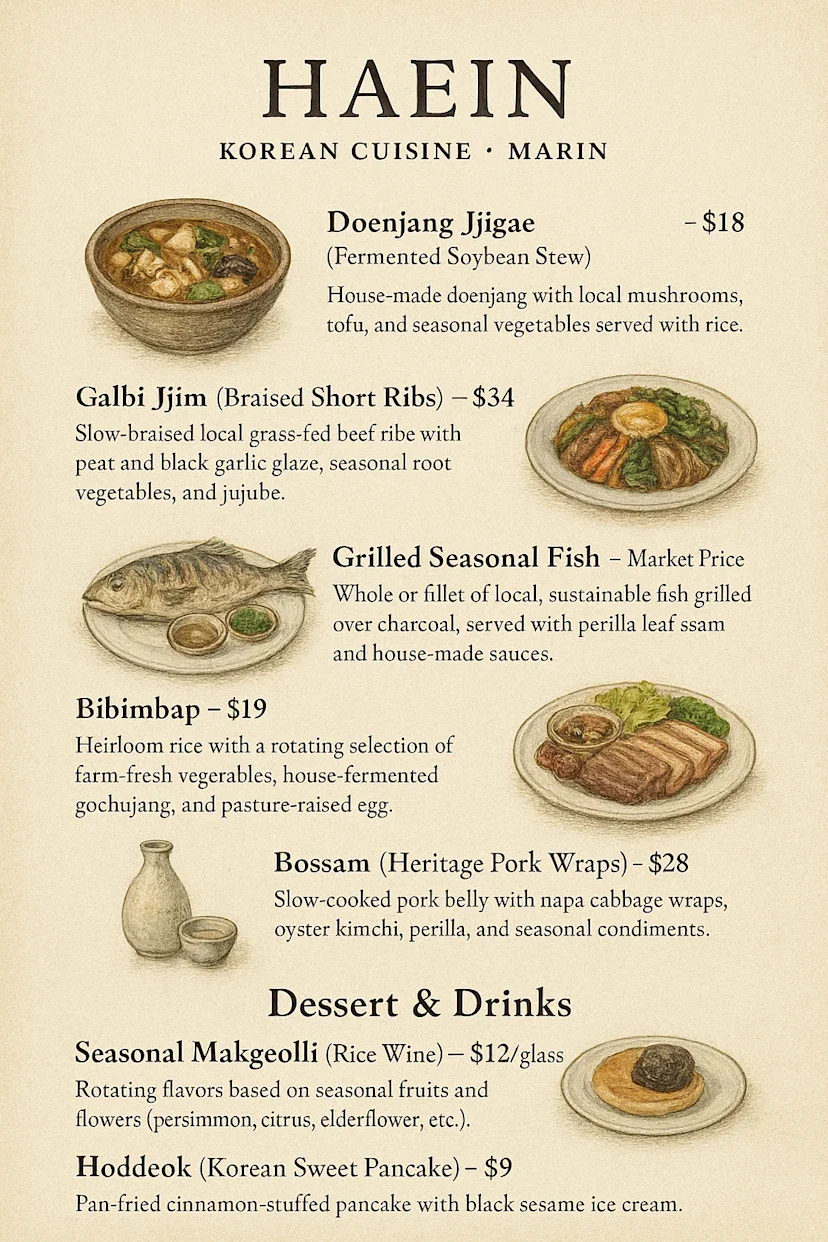 HAEIN
KOREAN CUISINE · MARIN
Doenjang Jjigae – $18
(Fermented Soybean Stew)
House-made doenjang with local mushrooms,
tofu, and seasonal vegetables served with rice.
Galbi Jjim (Braised Short Ribs) – $34
Slow-braised local grass-fed beef ribe with
peat and black garlic glaze, seasonal root
vegetables, and jujube.
Grilled Seasonal Fish – Market Price
Whole or fillet of local, sustainable fish grilled
over charcoal, served with perilla leaf ssam
and house-made sauces.
Bibimbap – $19
Heirloom rice with a rotating selection of
farm-fresh vegerables, house-fermented
gochujang, and pasture-raised egg.
Bossam (Heritage Pork Wraps) – $28
Slow-cooked pork belly with napa cabbage wraps,
oyster kimchi, perilla, and seasonal condiments.
Dessert & Drinks
Seasonal Makgeolli (Rice Wine) – $12/glass
Rotating flavors based on seasonal fruits and
flowers (persimmon, citrus, elderflower, etc.).
Hoddeok (Korean Sweet Pancake) – $9
Pan-fried cinnamon-stuffed pancake with black sesame ice cream.